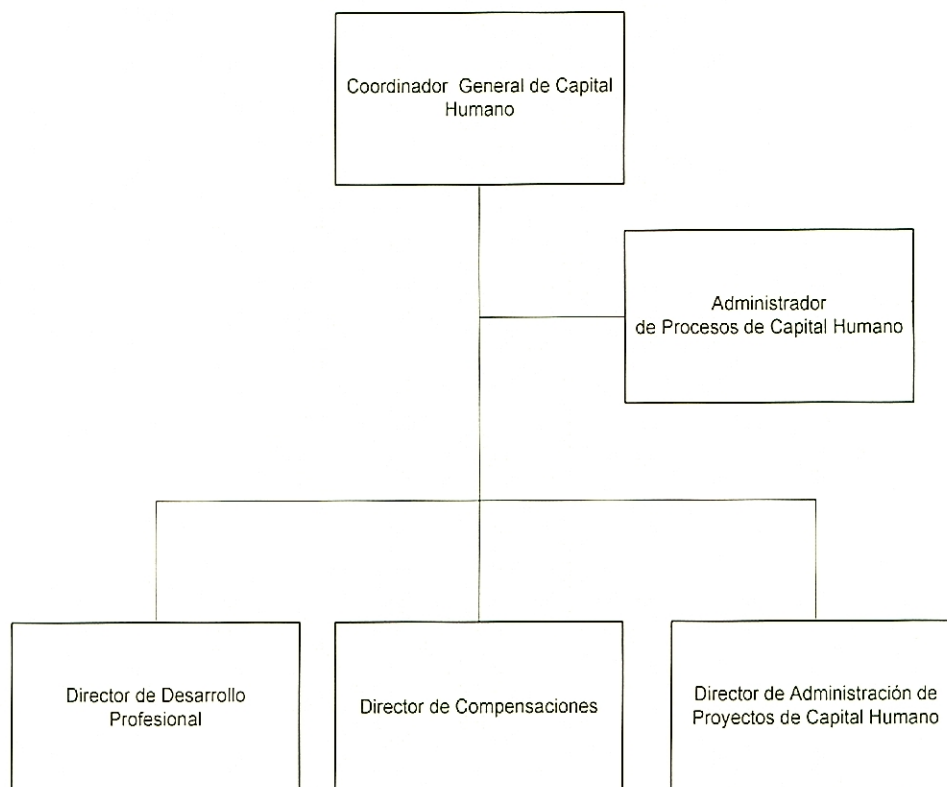 Coordinador General de Capital
Humano
Administrador
de Procesos de Capital Humano
Director de Desarrollo
Profesional
Director de Compensaciones
Director de Administración de
Proyectos de Capital Humano